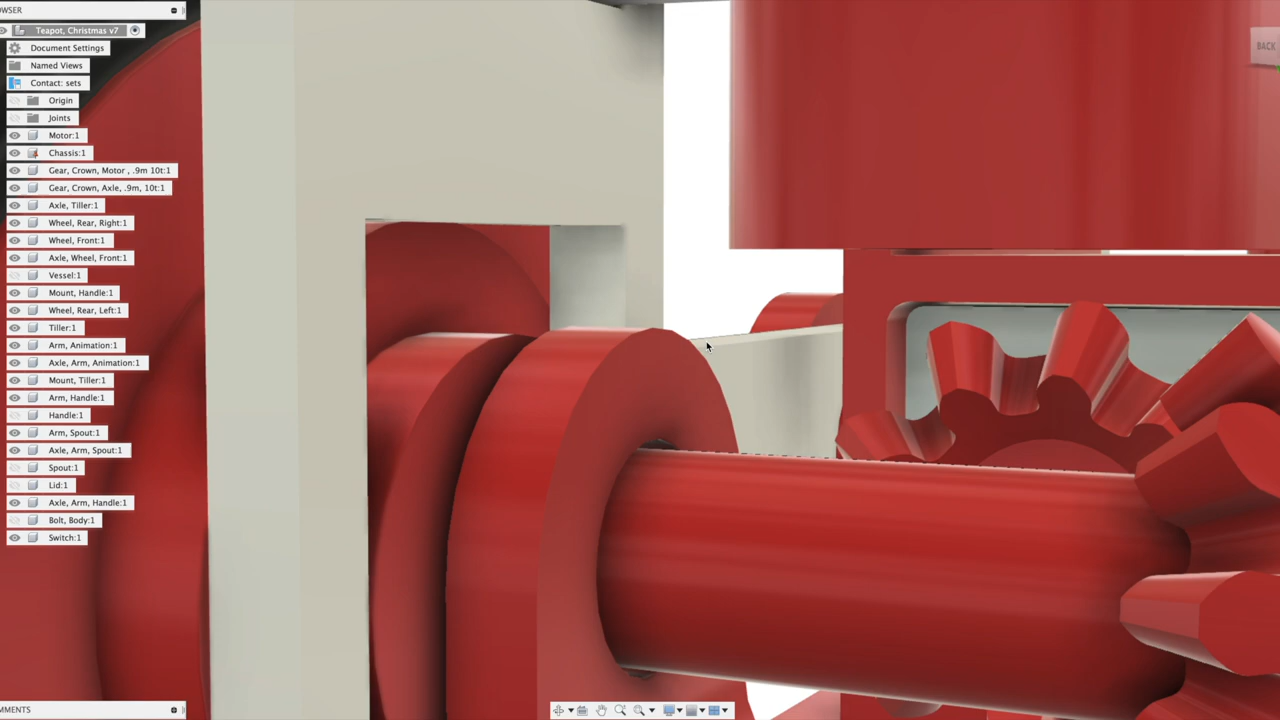 OWSER
Teapot, Christmas v7
Document Settings
Named Views
Contact: sets
Origin
Joints
Motor:1
Chassis:1
Gear, Crown, Motor , .9m 10t:1
Gear, Crown, Axle, .9m, 10t:1
Axle, Tiller:1
Wheel, Rear, Right:1
Wheel, Front:1
Axle, Wheel, Front:1
Vessel:1
Mount, Handle:1
Wheel, Rear, Left:1
Tiller:1
Arm, Animation:1
Axle, Arm, Animation:1
Mount, Tiller:1
Arm, Handle:1
Handle:1
Arm, Spout:1
Axle, Arm, Spout:1
Spout:1
Lid:1
Axle, Arm, Handle:1
Bolt, Body:1
Switch:1
MMENTS
BACK